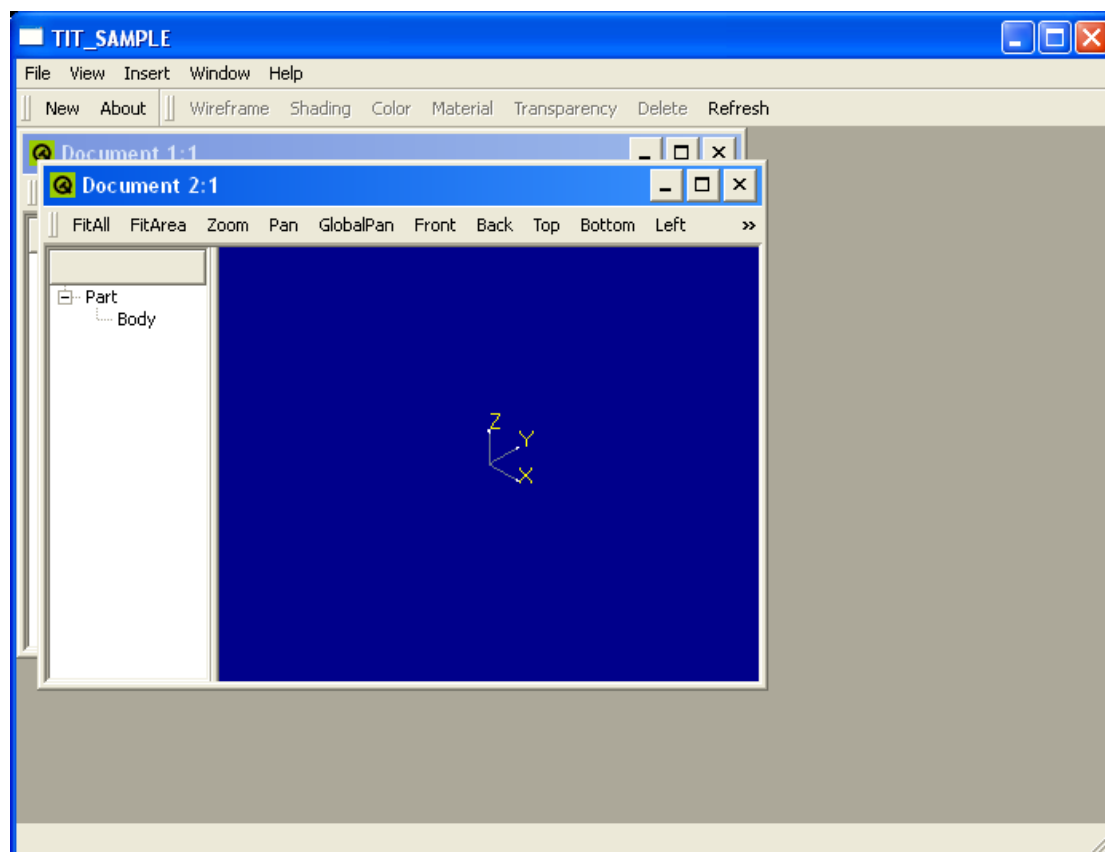 TIT_SAMPLE
File View Insert Window Help
New About Wireframe Shading Color Material Transparency Delete Refresh
Document 1:1
Document 2:1
FitAll FitArea Zoom Pan GlobalPan Front Back Top Bottom Left »
Part
Body
Z
Y
X